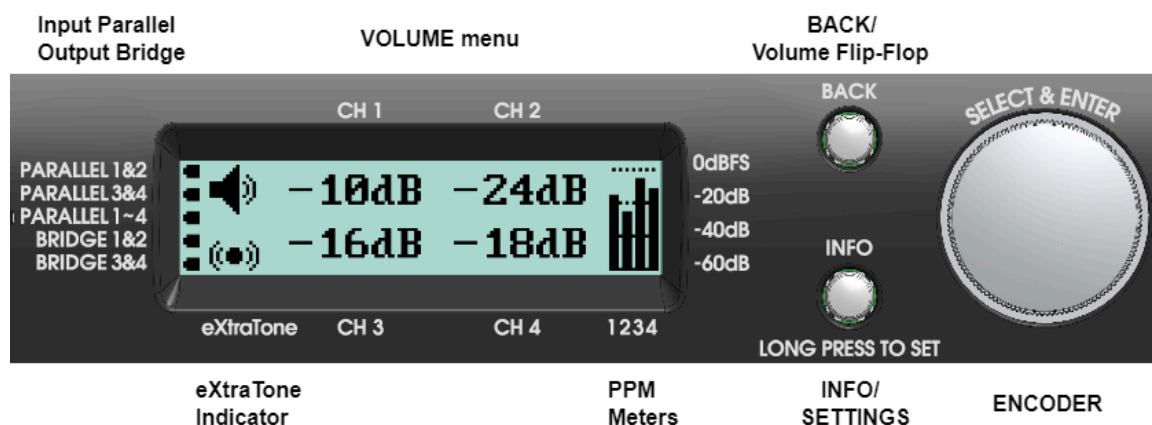 Input Parallel
Output Bridge
VOLUME menu
BACK/
Volume Flip-Flop
CH 1
CH 2
BACK
SELECT & ENTER
PARALLEL 1&2
PARALLEL 3&4
PARALLEL 1~4
BRIDGE 1&2
BRIDGE 3&4
-10dB -24dB
-16dB -18dB
0dBFS
-20dB
-40dB
-60dB
INFO
eXtraTone
CH 3
CH 4
1234
LONG PRESS TO SET
eXtraTone
Indicator
PPM
Meters
INFO/
SETTINGS
ENCODER